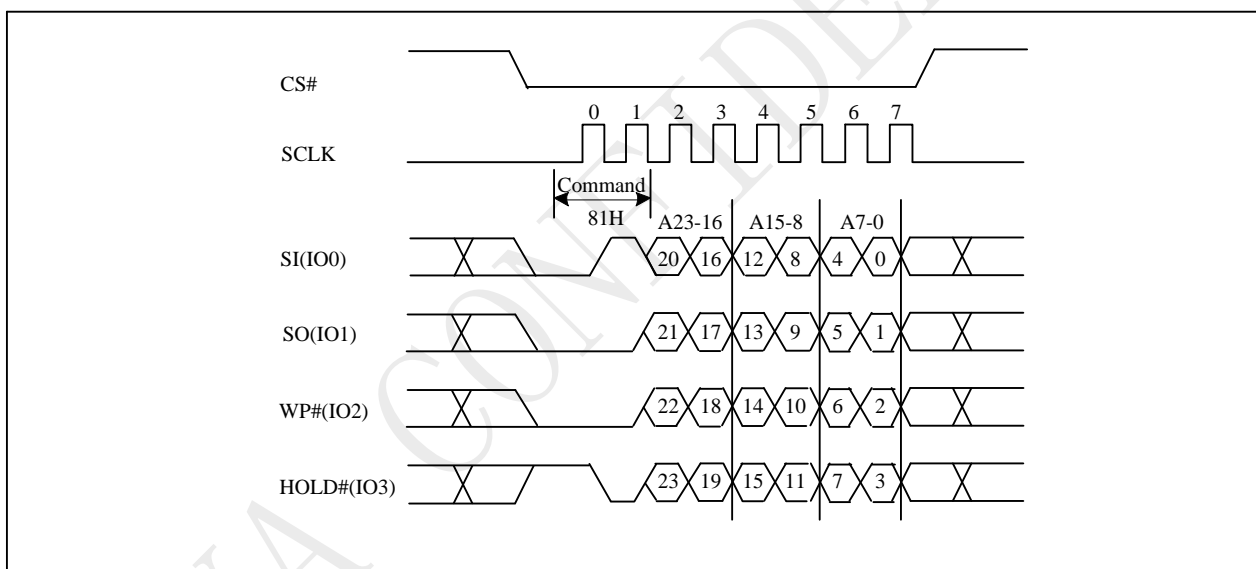 CS#
0 1 2 3 4 5 6 7
SCLK
Command
81H
A23-16 A15-8 A7-0
SI(IO0) 20 16 12 8 4 0
SO(IO1) 21 17 13 9 5 1
WP#(IO2) 22 18 14 10 6 2
HOLD#(IO3) 23 19 15 11 7 3